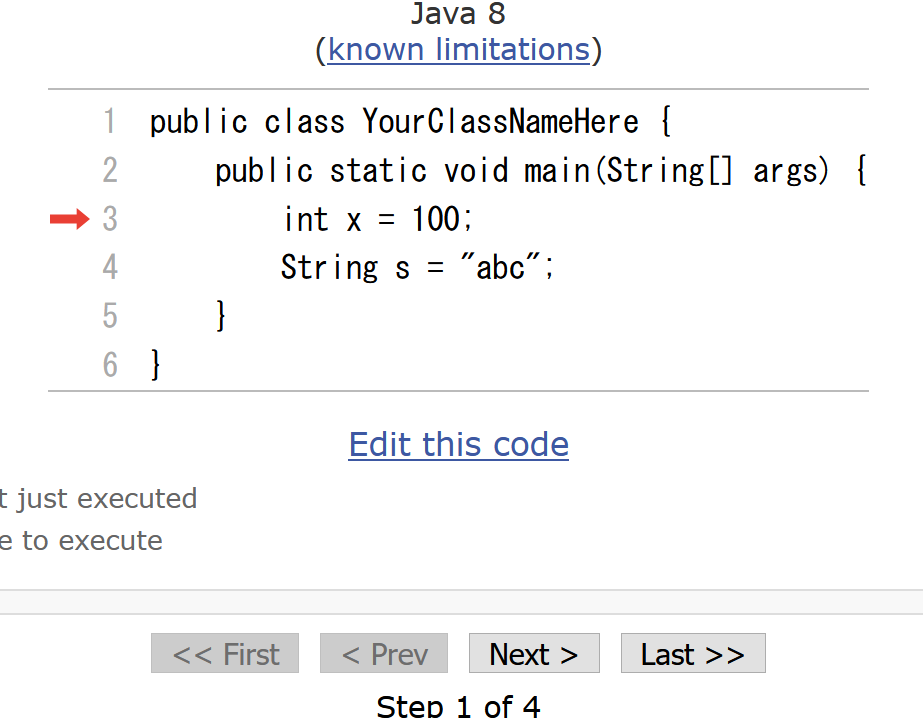 Java 8
(known limitations)
1 public class YourClassNameHere {
2     public static void main(String[] args) {
3         int x = 100;
4         String s = "abc";
5     }
6 }
Edit this code
t just executed
e to execute
<< First < Prev Next > Last >>
Step 1 of 4